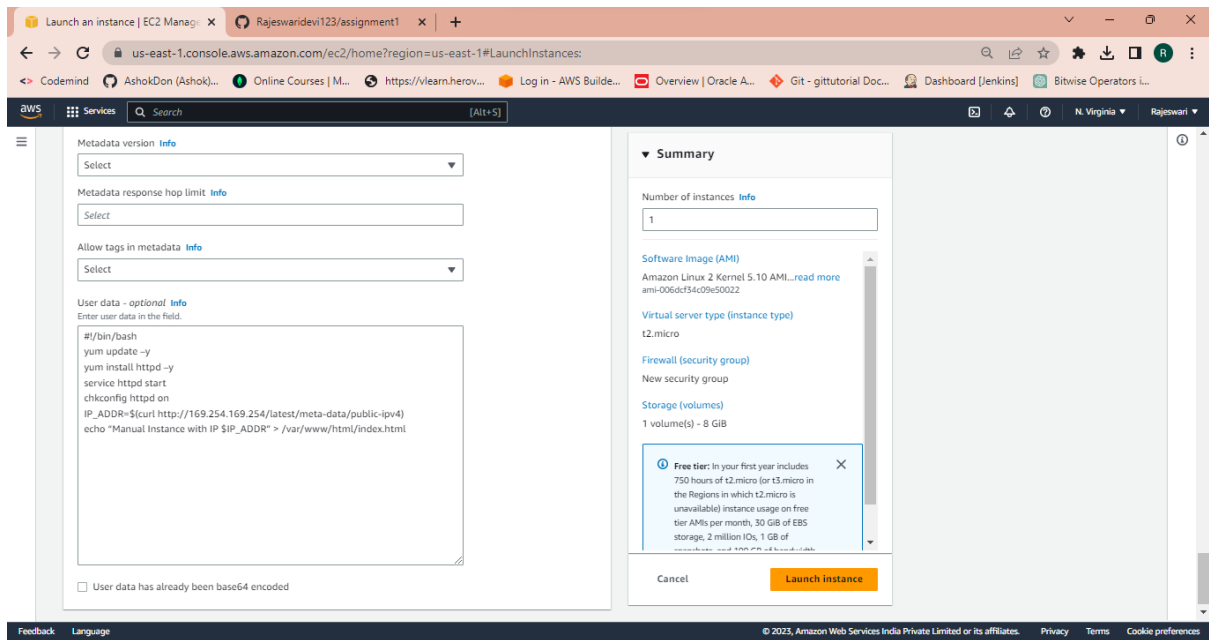 Launch an instance | EC2 Manage
Rajeswaridevi123/assignment1
us-east-1.console.aws.amazon.com/ec2/home?region=us-east-1#LaunchInstances:
R
<> Codemind
AshokDon (Ashok)...
Online Courses | M...
https://vlearn.herov...
Log in - AWS Builde...
Overview | Oracle A...
Git - gittutorial Doc...
Dashboard [Jenkins]
Bitwise Operators i...
aws
Services
Search
[Alt+S]
N. Virginia
Rajeswari
Metadata version Info
Select
Metadata response hop limit Info
Select
Allow tags in metadata Info
Select
User data - optional Info
Enter user data in the field.
#!/bin/bash
yum update –y
yum install httpd –y
service httpd start
chkconfig httpd on
IP_ADDR=$(curl http://169.254.169.254/latest/meta-data/public-ipv4)
echo "Manual Instance with IP $IP_ADDR" > /var/www/html/index.html
User data has already been base64 encoded
Summary
Number of instances Info
1
Software Image (AMI)
Amazon Linux 2 Kernel 5.10 AMI...read more
ami-006dcf34c09e50022
Virtual server type (instance type)
t2.micro
Firewall (security group)
New security group
Storage (volumes)
1 volume(s) - 8 GiB
Free tier: In your first year includes
750 hours of t2.micro (or t3.micro in
the Regions in which t2.micro is
unavailable) instance usage on free
tier AMIs per month, 30 GiB of EBS
storage, 2 million IOs, 1 GB of
snapshots, and 100 GB of bandwidth
Cancel
Launch instance
Feedback
Language
© 2023, Amazon Web Services India Private Limited or its affiliates.
Privacy
Terms
Cookie preferences